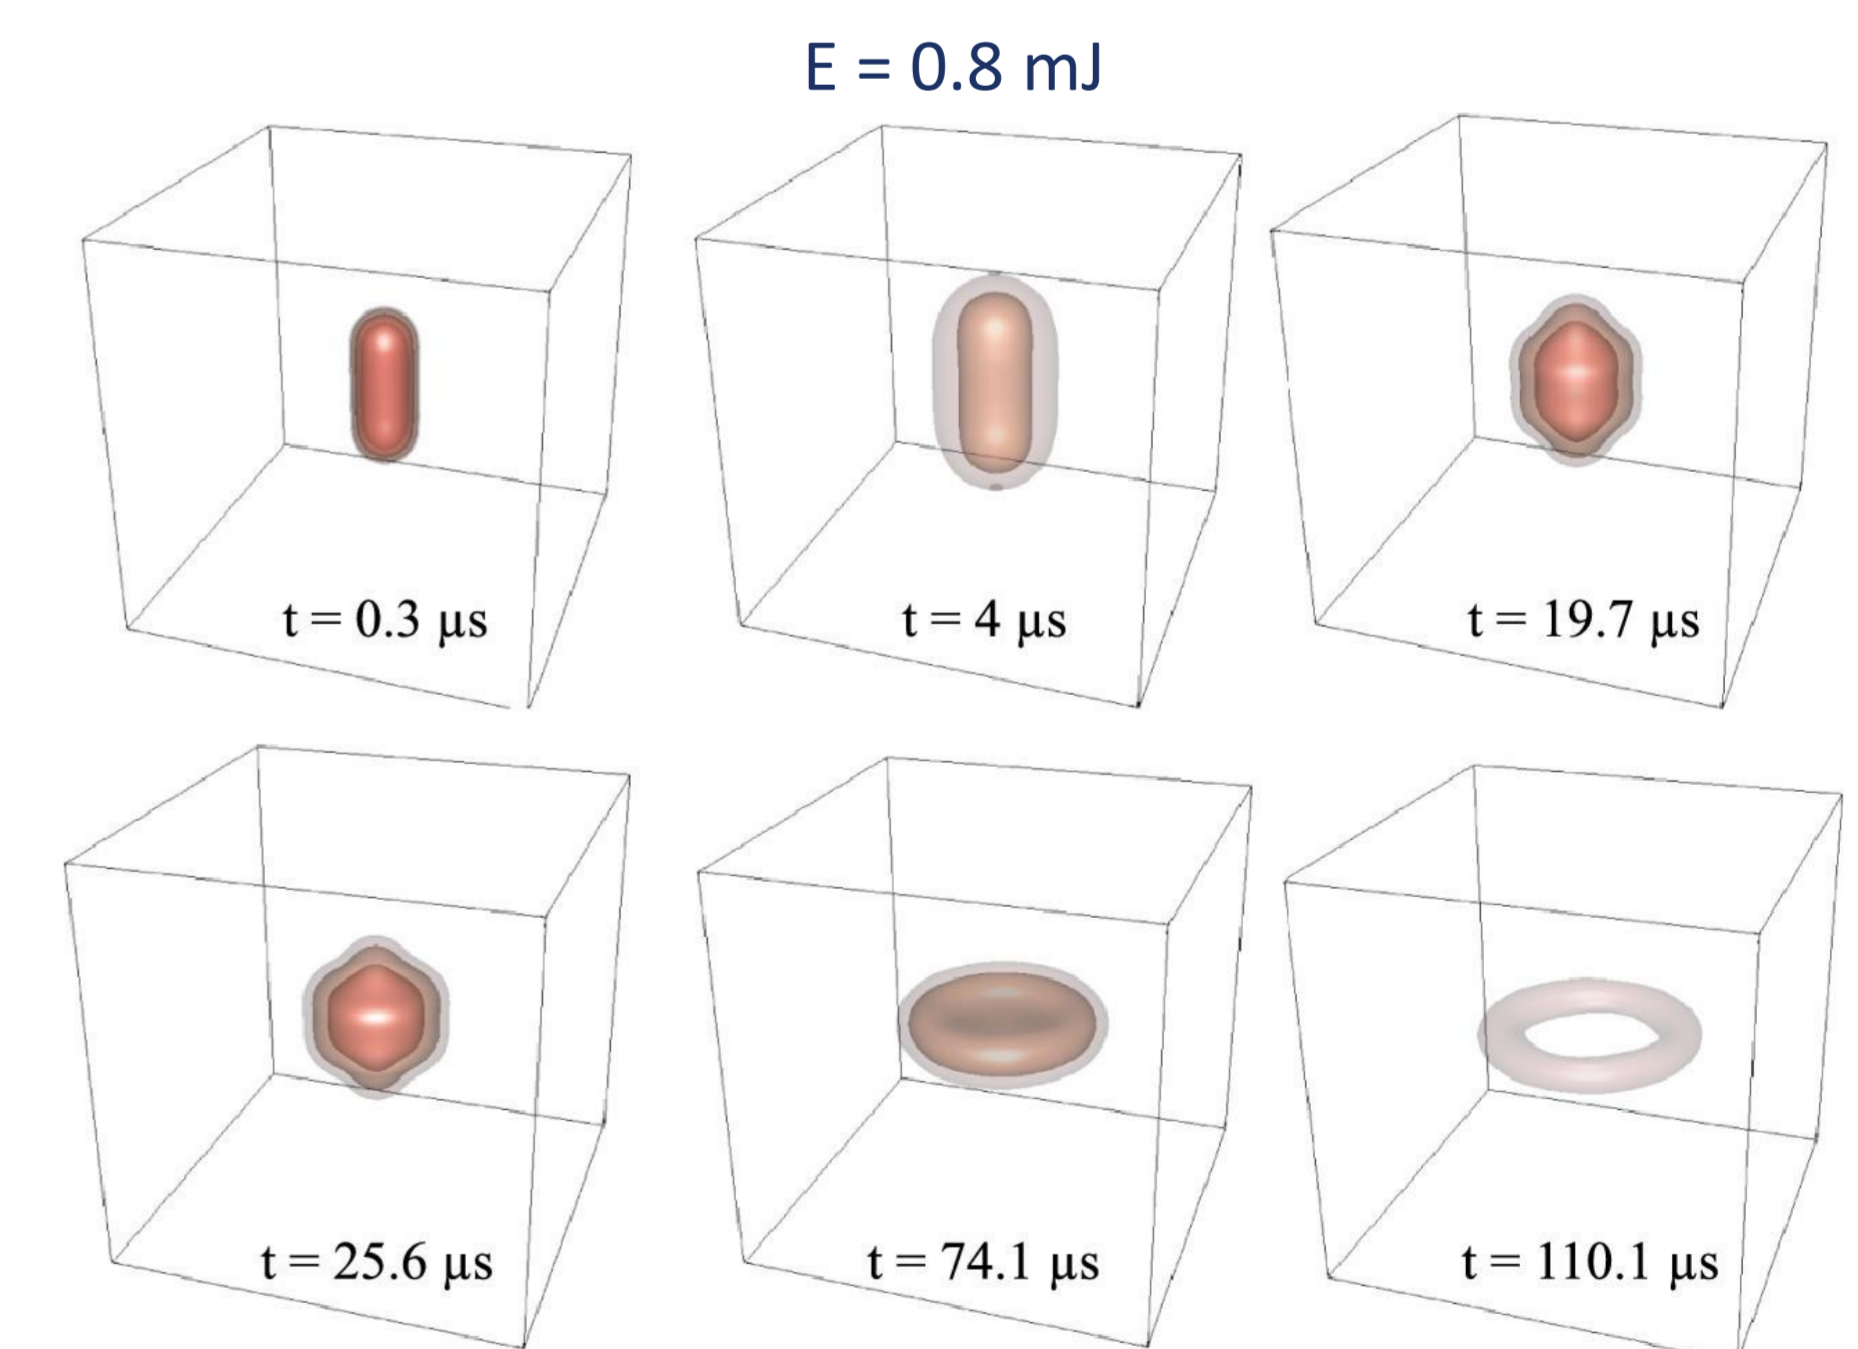 E = 0.8 mJ
t = 0.3 μs
t = 4 μs
t = 19.7 μs
t = 25.6 μs
t = 74.1 μs
t = 110.1 μs